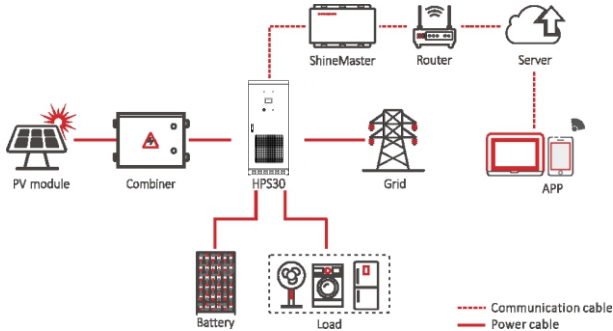 ShineMaster
Router
Server
PV module
Combiner
HPS30
Grid
APP
Battery
Load
Communication cable
Power cable